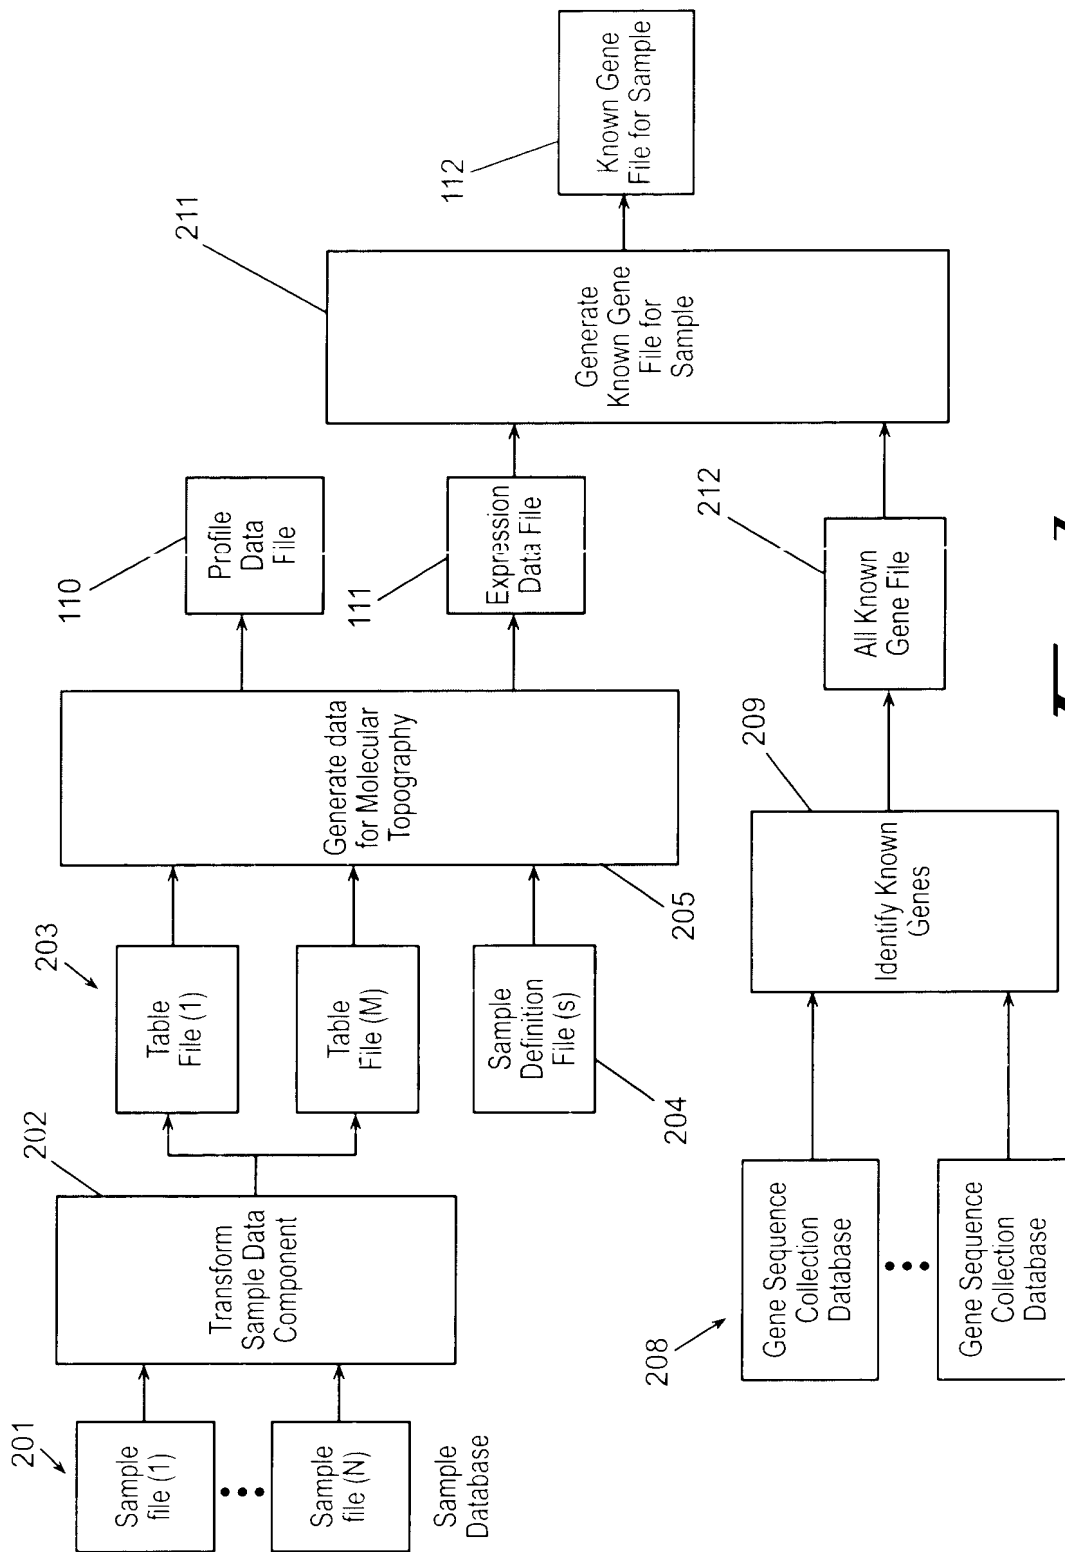 201
Sample
file (1)
Sample
file (N)
Sample
Database
202
Transform
Sample Data
Component
203
Table
File (1)
Table
File (M)
Sample
Definition
File (s)
204
Generate data
for Molecular
Topography
205
110
Profile
Data
File
111
Expression
Data File
211
Generate
Known Gene
File for
Sample
112
Known Gene
File for Sample
208
Gene Sequence
Collection
Database
Gene Sequence
Collection
Database
209
Identify Known
Genes
212
All Known
Gene File